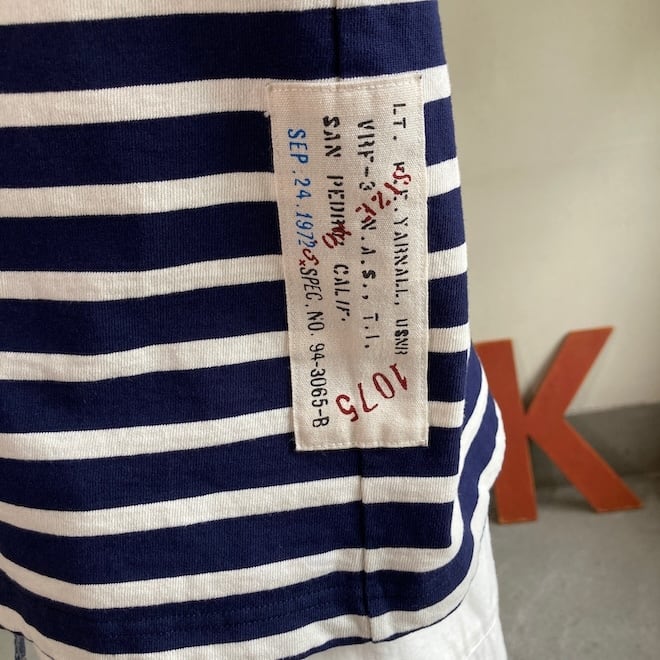 LT. F. YARNALL, USNR
VRF-3 N.A.S., T.I.
SAN PEDRO CALIF.
SEP. 24. 1972 SPEC. NO. 94-3065-B
SIZE
1075
K